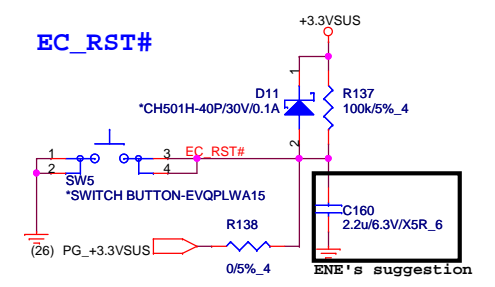 +3.3VSUS
EC_RST#
1
D11
*CH501H-40P/30V/0.1A
R137
100k/5%_4
2
1
2
3
4
EC_RST#
SW5
*SWITCH BUTTON-EVQPLWA15
C160
2.2u/6.3V/X5R_6
R138
(26) PG_+3.3VSUS
0/5%_4
ENE's suggestion